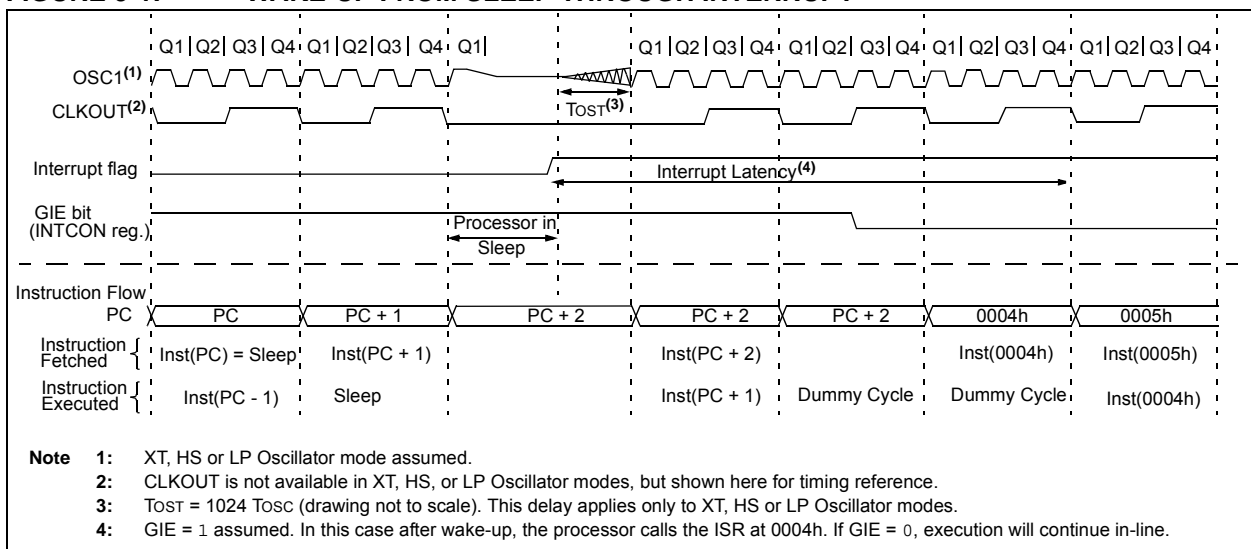 FIGURE 9-1: WAKE-UP FROM SLEEP THROUGH INTERRUPT
Q1 Q2 Q3 Q4 Q1 Q2 Q3 Q4 Q1 Q1 Q2 Q3 Q4 Q1 Q2 Q3 Q4 Q1 Q2 Q3 Q4 Q1 Q2 Q3 Q4
OSC1(1)
CLKOUT(2)
TOST(3)
Interrupt flag
Interrupt Latency(4)
GIE bit
(INTCON reg.)
Processor in
Sleep
Instruction Flow
PC PC PC + 1 PC + 2 PC + 2 PC + 2 0004h 0005h
Instruction
Fetched
Inst(PC) = Sleep Inst(PC + 1) Inst(PC + 2) Inst(0004h) Inst(0005h)
Instruction
Executed
Inst(PC - 1) Sleep Inst(PC + 1) Dummy Cycle Dummy Cycle Inst(0004h)
Note 1: XT, HS or LP Oscillator mode assumed.
2: CLKOUT is not available in XT, HS, or LP Oscillator modes, but shown here for timing reference.
3: TOST = 1024 TOSC (drawing not to scale). This delay applies only to XT, HS or LP Oscillator modes.
4: GIE = 1 assumed. In this case after wake-up, the processor calls the ISR at 0004h. If GIE = 0, execution will continue in-line.